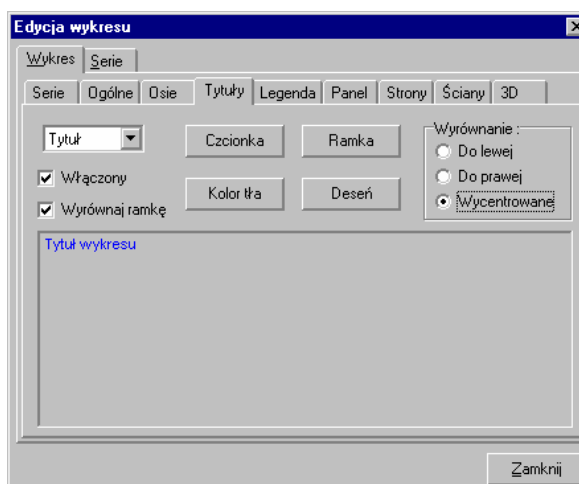 Edycja wykresu
Wykres Serie
Serie Ogólne Osie Tytuły Legenda Panel Strony Ściany 3D
Tytuł Czcionka Ramka Wyrównanie :
Do lewej
Włączony Do prawej
Wyrównaj ramkę Kolor tła Deseń Wycentrowane
Tytuł wykresu
Zamknij